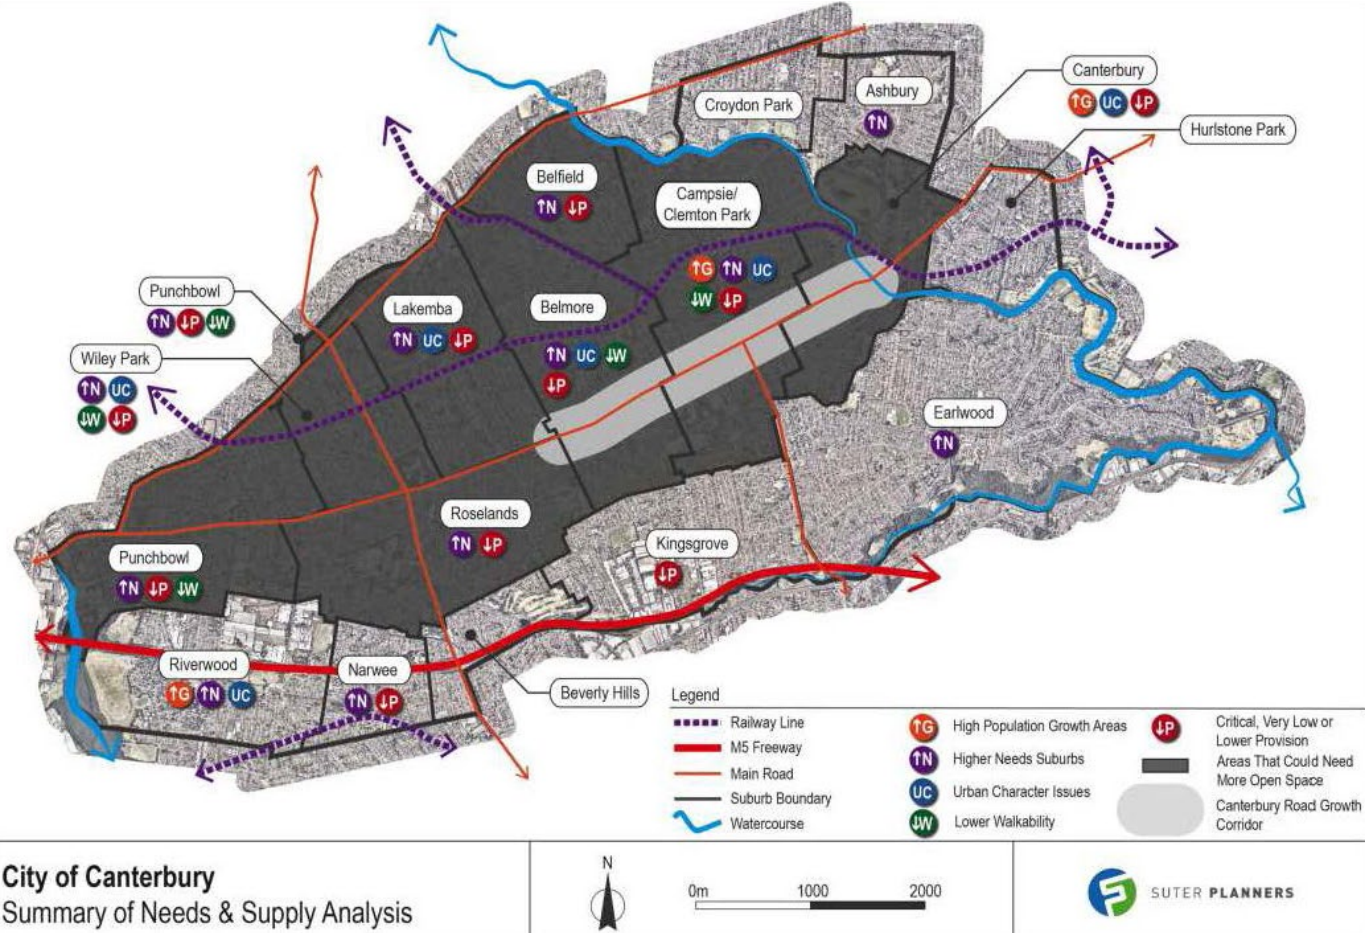 Canterbury
↑G UC ↓P
Hurlstone Park
Ashbury
↑N
Croydon Park
Belfield
↑N ↓P
Campsie/
Clemton Park
↑G ↑N UC
↓W ↓P
Punchbowl
↑N ↓P ↓W
Wiley Park
↑N UC
↓W ↓P
Lakemba
↑N UC ↓P
Belmore
↑N UC ↓W
↓P
Earlwood
↑N
Roselands
↑N ↓P
Kingsgrove
↓P
Punchbowl
↑N ↓P ↓W
Riverwood
↑G ↑N UC
Narwee
↑N ↓P
Beverly Hills
Legend
Railway Line
M5 Freeway
Main Road
Suburb Boundary
Watercourse
↑G High Population Growth Areas
↑N Higher Needs Suburbs
UC Urban Character Issues
↓W Lower Walkability
↓P Critical, Very Low or
Lower Provision
Areas That Could Need
More Open Space
Canterbury Road Growth
Corridor
City of Canterbury
Summary of Needs & Supply Analysis
N
0m 1000 2000
SUTER PLANNERS